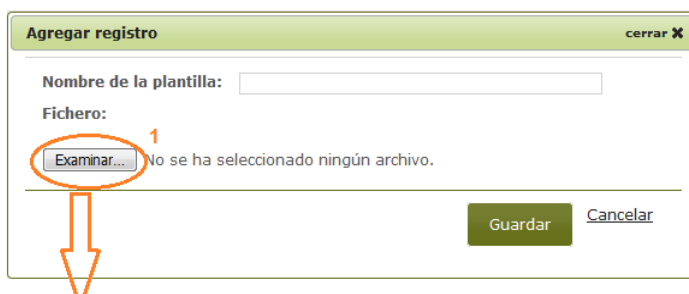 Agregar registro cerrar ✖
Nombre de la plantilla:
Fichero:
1
Examinar... No se ha seleccionado ningún archivo.
Guardar Cancelar